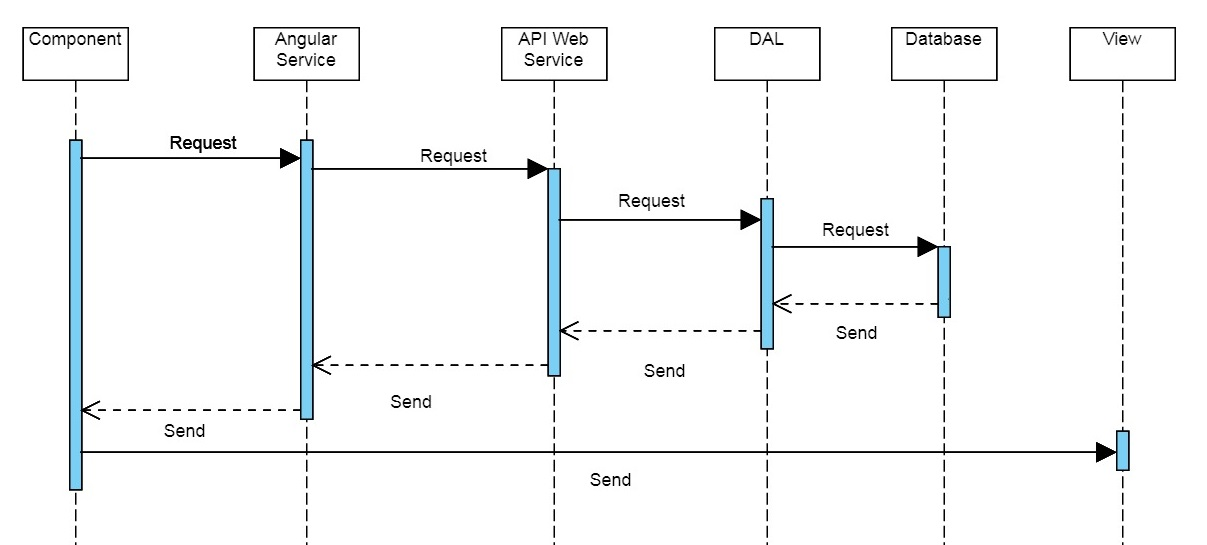 Component
Angular
Service
API Web
Service
DAL
Database
View
Request
Request
Request
Request
Send
Send
Send
Send
Send